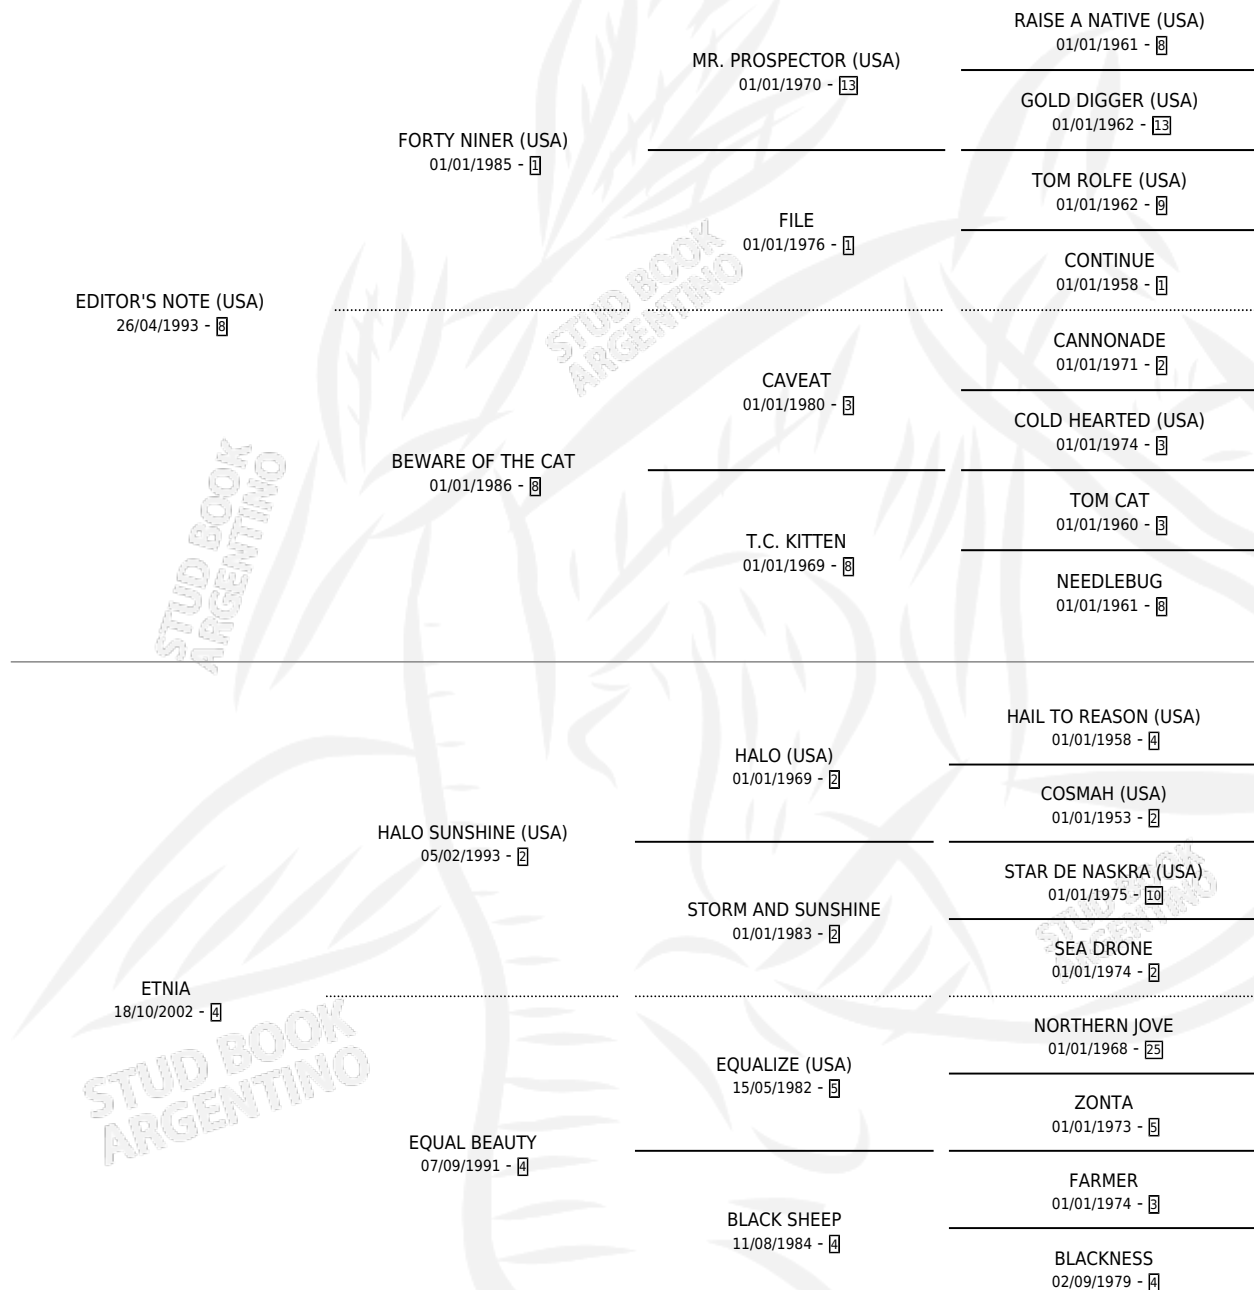 RAISE A NATIVE (USA)
01/01/1961 - 8
MR. PROSPECTOR (USA)
01/01/1970 - 13
GOLD DIGGER (USA)
01/01/1962 - 13
FORTY NINER (USA)
01/01/1985 - 1
TOM ROLFE (USA)
01/01/1962 - 9
FILE
01/01/1976 - 1
CONTINUE
01/01/1958 - 1
EDITOR'S NOTE (USA)
26/04/1993 - 8
STUD BOOK
ARGENTINO
CANNONADE
01/01/1971 - 2
CAVEAT
01/01/1980 - 3
COLD HEARTED (USA)
01/01/1974 - 3
BEWARE OF THE CAT
01/01/1986 - 8
TOM CAT
01/01/1960 - 3
T.C. KITTEN
01/01/1969 - 8
NEEDLEBUG
01/01/1961 - 8
STUD BOOK
ARGENTINO
HAIL TO REASON (USA)
01/01/1958 - 4
HALO (USA)
01/01/1969 - 2
COSMAH (USA)
01/01/1953 - 2
HALO SUNSHINE (USA)
05/02/1993 - 2
STAR DE NASKRA (USA)
01/01/1975 - 10
STORM AND SUNSHINE
01/01/1983 - 2
SEA DRONE
01/01/1974 - 2
STUD BOOK
ARGENTINO
ETNIA
18/10/2002 - 4
NORTHERN JOVE
01/01/1968 - 25
EQUALIZE (USA)
15/05/1982 - 5
ZONTA
01/01/1973 - 5
STUD BOOK
ARGENTINO
EQUAL BEAUTY
07/09/1991 - 4
FARMER
01/01/1974 - 3
BLACK SHEEP
11/08/1984 - 4
BLACKNESS
02/09/1979 - 4